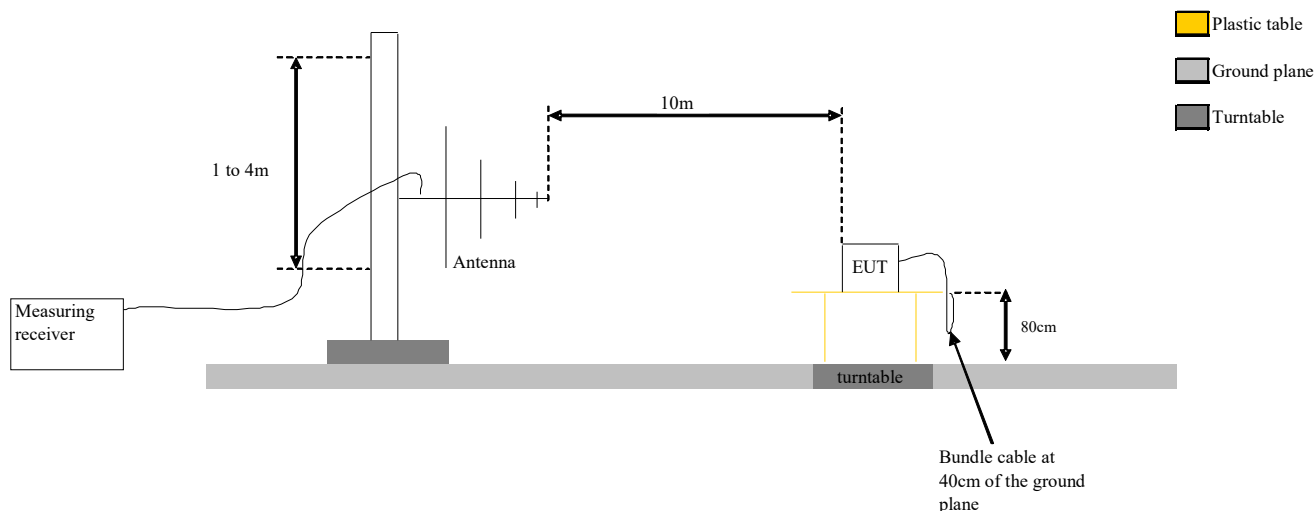 Plastic table
Ground plane
Turntable
10m
1 to 4m
Antenna
EUT
Measuring
receiver
80cm
turntable
Bundle cable at
40cm of the ground
plane